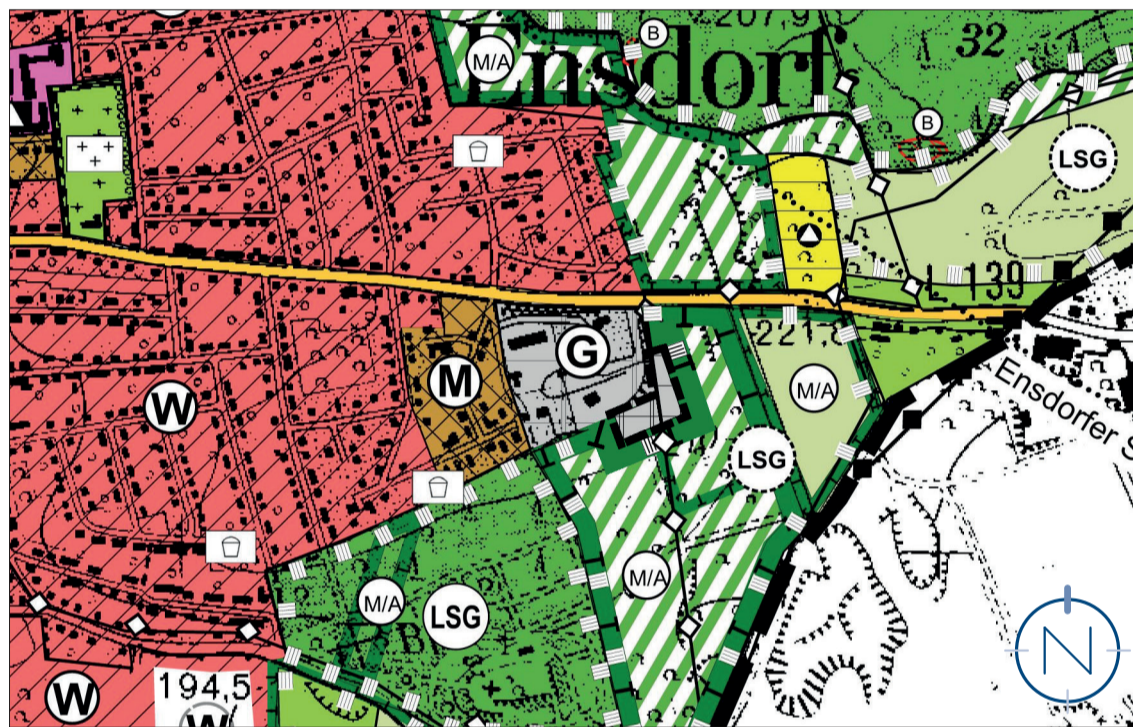 207,9
32
B
M/A
Ensdorf
B
LSG
L 139
221,8
G
M
M/A
W
Ensdorfer S
LSG
M/A
M/A
LSG
B
W
194,5
W
N